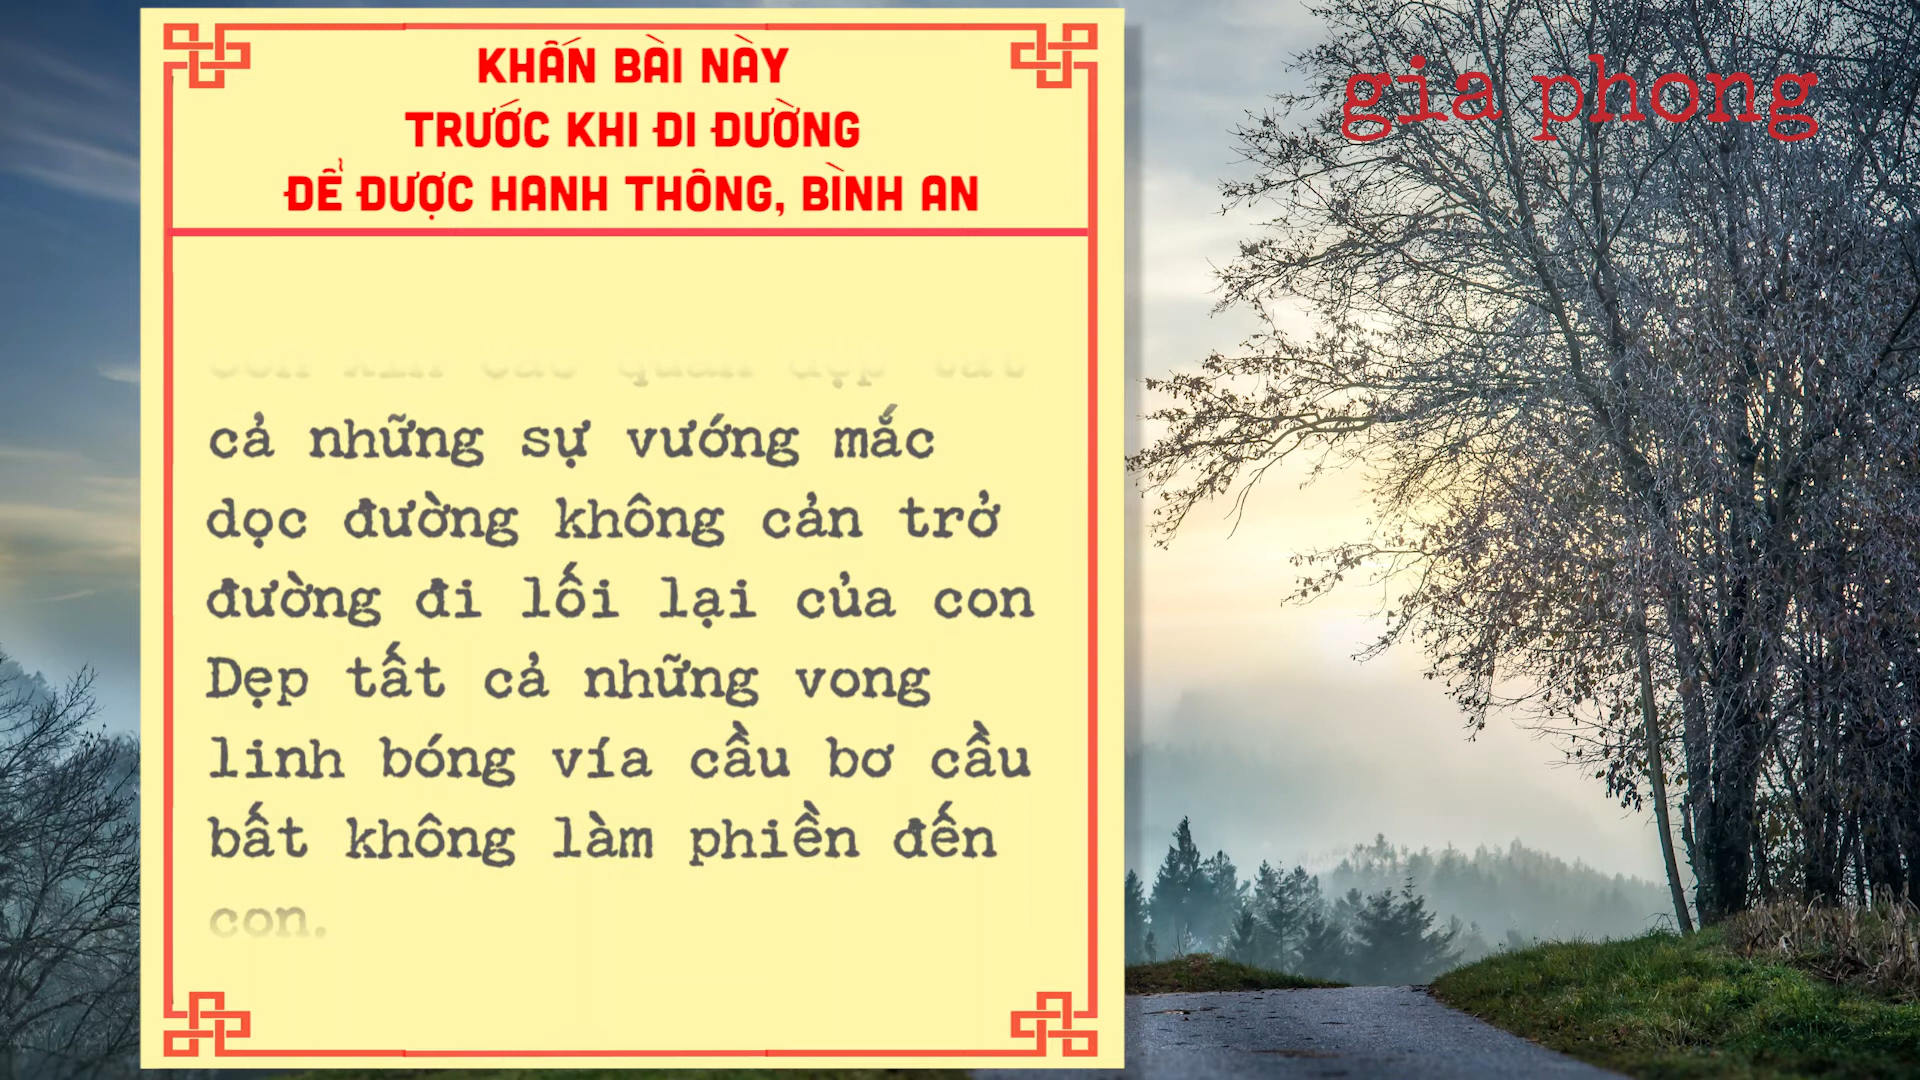 KHẤN BÀI NÀY
TRƯỚC KHI ĐI ĐƯỜNG
ĐỂ ĐƯỢC HANH THÔNG, BÌNH AN
gia phong
cả những sự vướng mắc
dọc đường không cản trở
đường đi lối lại của con
Dẹp tất cả những vong
linh bóng vía cầu bơ cầu
bất không làm phiền đến
con.